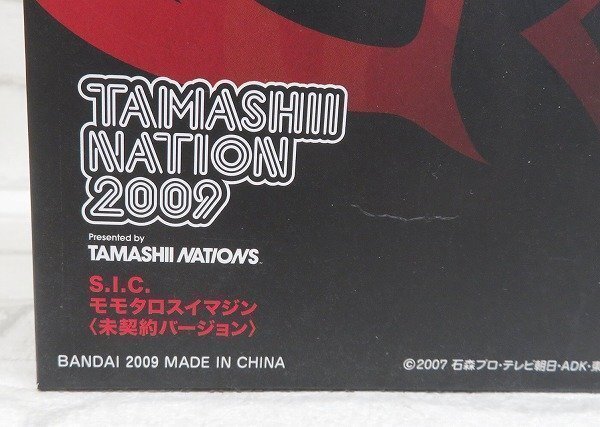 TAMASHII
NATION
2009
Presented by
TAMASHII NATIONS
S.I.C.
モモタロスイマジン
〈未契約バージョン〉
BANDAI 2009 MADE IN CHINA
©2007 石森プロ・テレビ朝日・ADK・東